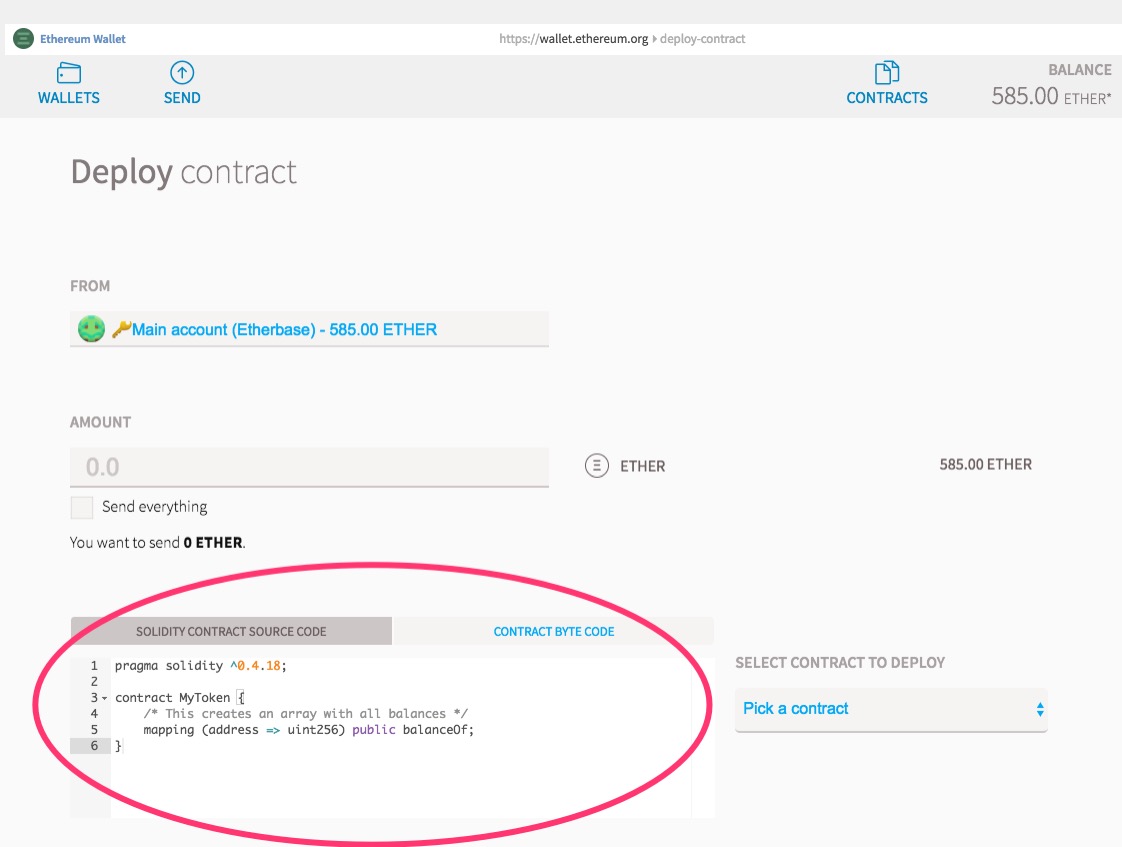 Ethereum Wallet
https://wallet.ethereum.org ▸ deploy-contract
WALLETS
SEND
CONTRACTS
BALANCE
585.00 ETHER*
Deploy contract
FROM
Main account (Etherbase) - 585.00 ETHER
AMOUNT
0.0
ETHER
585.00 ETHER
Send everything
You want to send 0 ETHER.
SOLIDITY CONTRACT SOURCE CODE
CONTRACT BYTE CODE
1 pragma solidity ^0.4.18;
2
3 contract MyToken {
4     /* This creates an array with all balances */
5     mapping (address => uint256) public balanceOf;
6 }
SELECT CONTRACT TO DEPLOY
Pick a contract